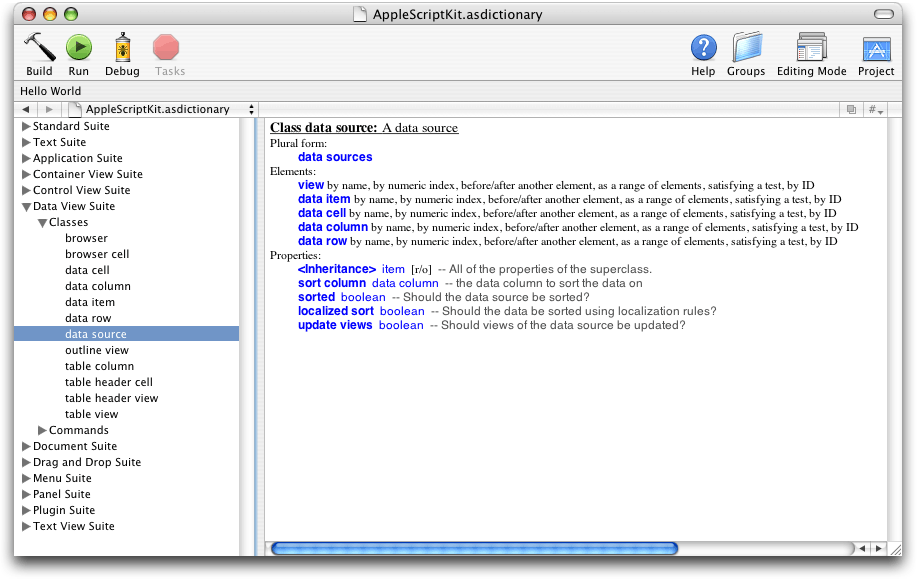 AppleScriptKit.asdictionary
Build Run Debug Tasks Help Groups Editing Mode Project
Hello World
AppleScriptKit.asdictionary #
Standard Suite
Text Suite
Application Suite
Container View Suite
Control View Suite
Data View Suite
Classes
browser
browser cell
data cell
data column
data item
data row
data source
outline view
table column
table header cell
table header view
table view
Commands
Document Suite
Drag and Drop Suite
Menu Suite
Panel Suite
Plugin Suite
Text View Suite
Class data source: A data source
Plural form:
data sources
Elements:
view by name, by numeric index, before/after another element, as a range of elements, satisfying a test, by ID
data item by name, by numeric index, before/after another element, as a range of elements, satisfying a test, by ID
data cell by name, by numeric index, before/after another element, as a range of elements, satisfying a test, by ID
data column by name, by numeric index, before/after another element, as a range of elements, satisfying a test, by ID
data row by name, by numeric index, before/after another element, as a range of elements, satisfying a test, by ID
Properties:
<Inheritance> item [r/o] -- All of the properties of the superclass.
sort column data column -- the data column to sort the data on
sorted boolean -- Should the data source be sorted?
localized sort boolean -- Should the data be sorted using localization rules?
update views boolean -- Should views of the data source be updated?